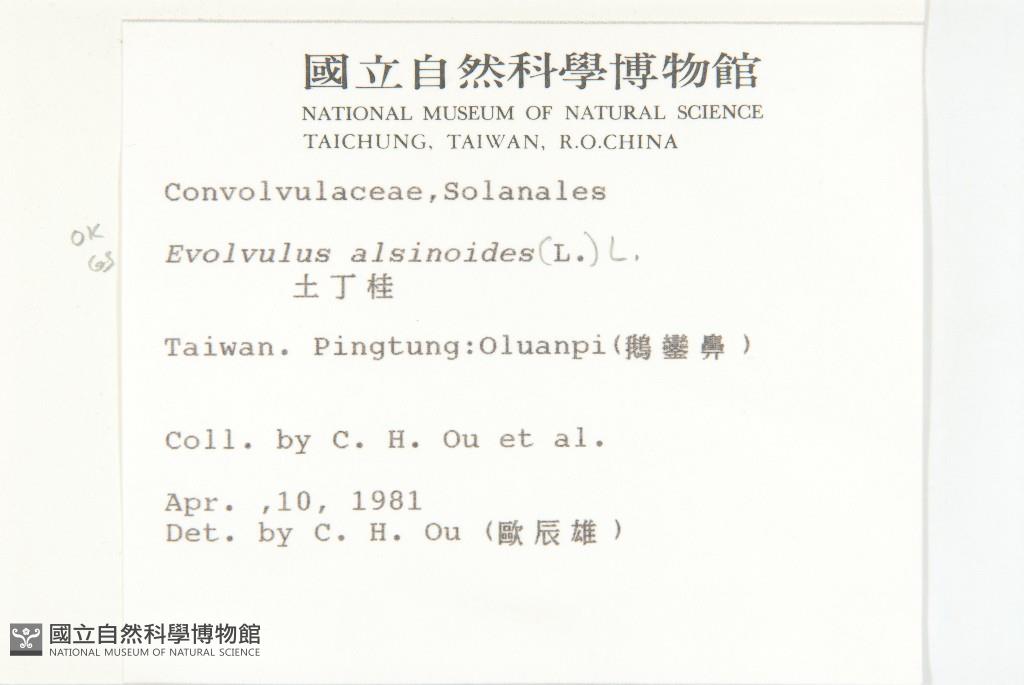 國立自然科學博物館
NATIONAL MUSEUM OF NATURAL SCIENCE
TAICHUNG, TAIWAN, R.O.CHINA
Convolvulaceae,Solanales
OK
Evolvulus alsinoides(L.)L.
土丁桂
Taiwan. Pingtung:Oluanpi(鵝鑾鼻)
Coll. by C. H. Ou et al.
Apr. ,10, 1981
Det. by C. H. Ou (歐辰雄)
國立自然科學博物館
NATIONAL MUSEUM OF NATURAL SCIENCE